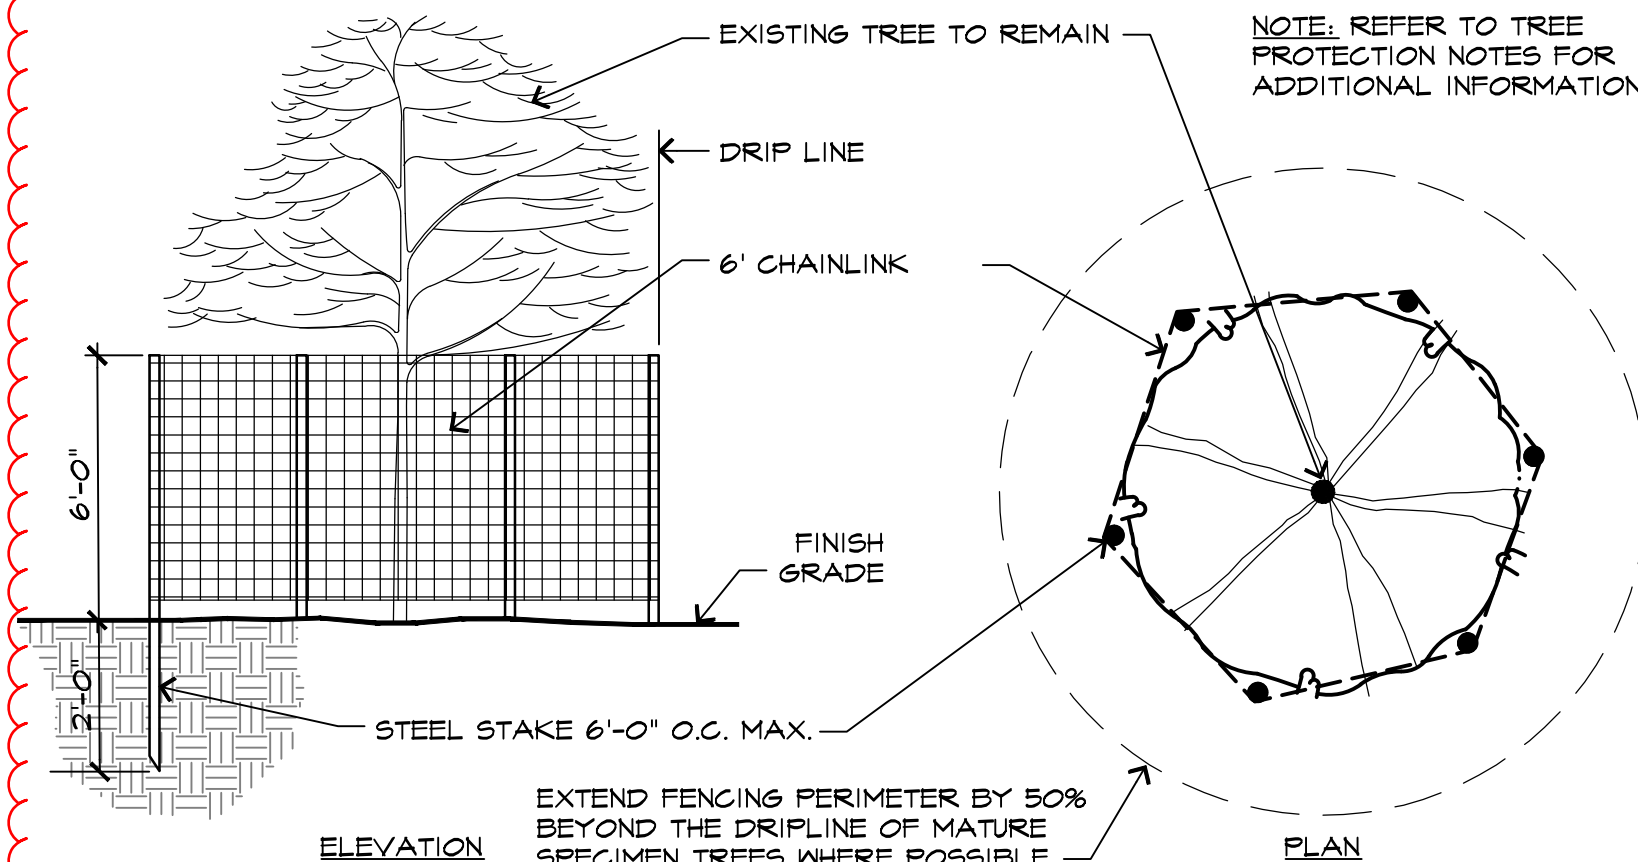 EXISTING TREE TO REMAIN
NOTE: REFER TO TREE
PROTECTION NOTES FOR
ADDITIONAL INFORMATION
DRIP LINE
6' CHAINLINK
6'-0"
FINISH
GRADE
2'-0"
STEEL STAKE 6'-0" O.C. MAX.
EXTEND FENCING PERIMETER BY 50%
BEYOND THE DRIPLINE OF MATURE
SPECIMEN TREES WHERE POSSIBLE
ELEVATION
PLAN